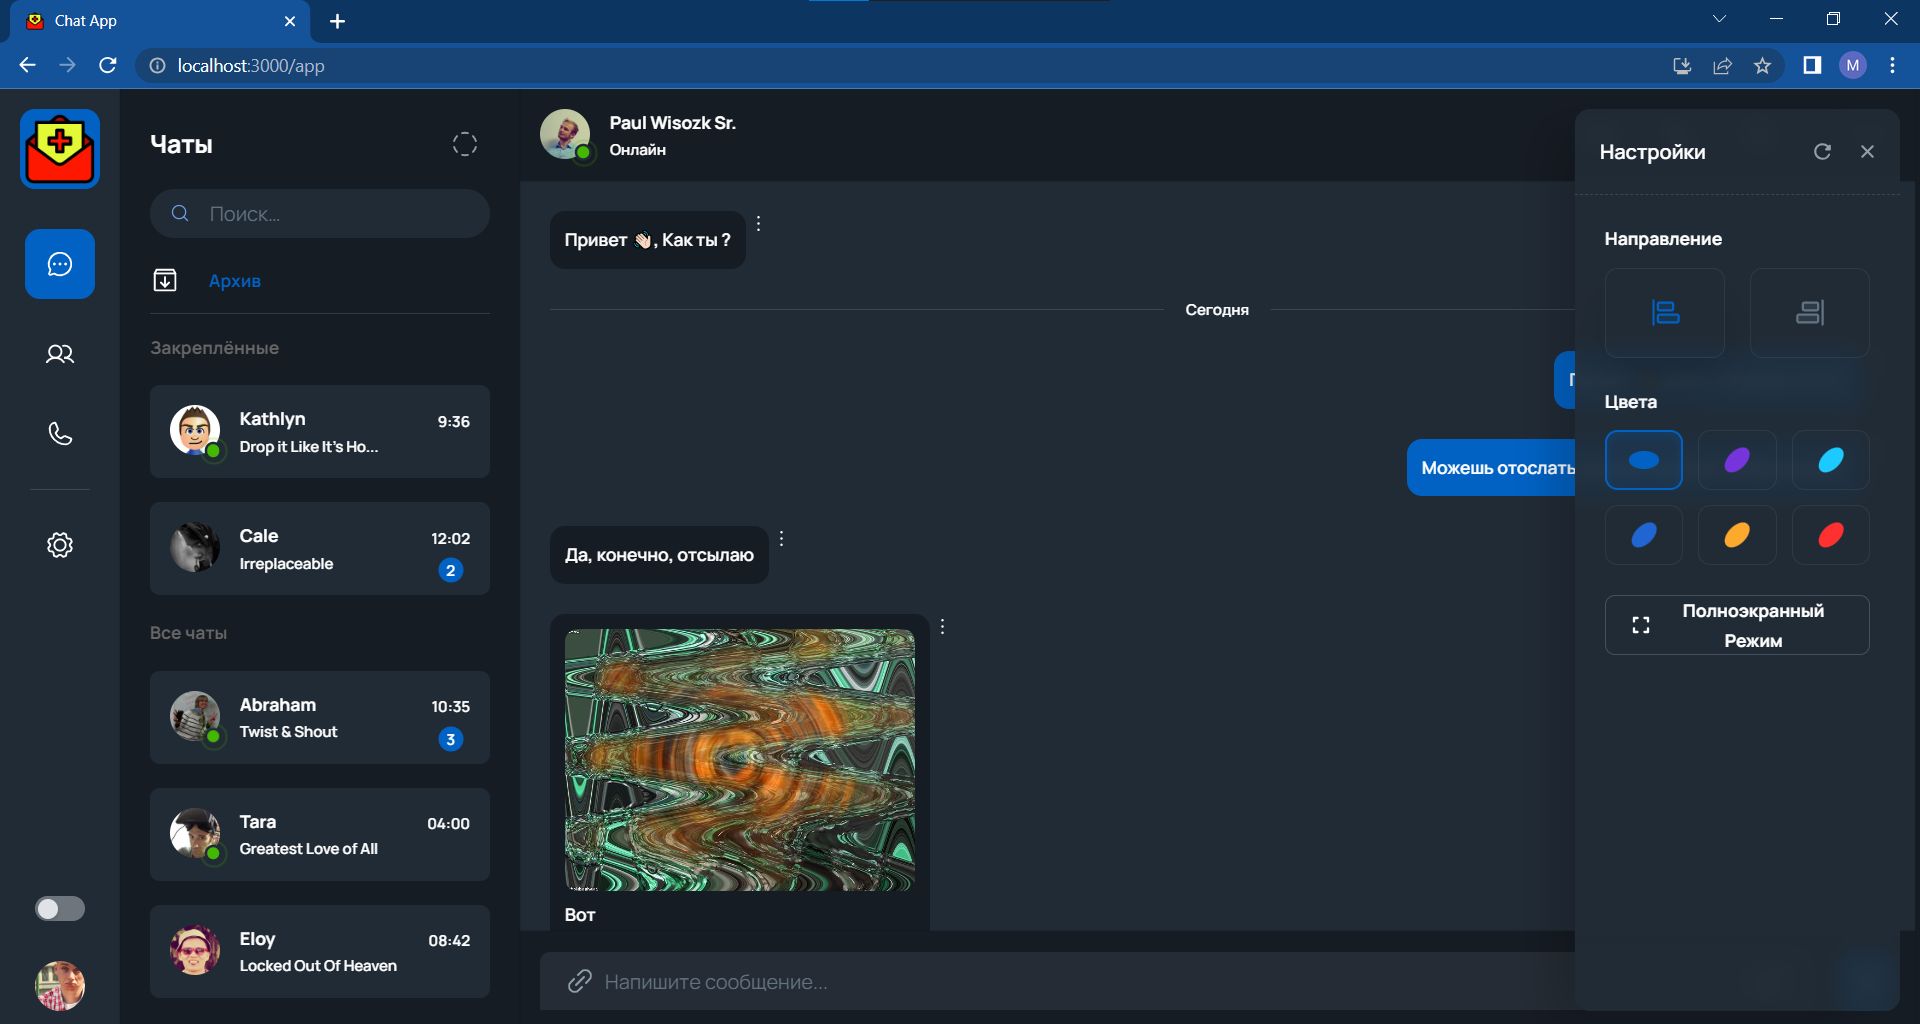 Chat App
localhost:3000/app
M
Чаты
Поиск...
Архив
Закреплённые
Kathlyn
9:36
Drop it Like It's Ho...
Cale
12:02
Irreplaceable
2
Все чаты
Abraham
10:35
Twist & Shout
3
Tara
04:00
Greatest Love of All
Eloy
08:42
Locked Out Of Heaven
Paul Wisozk Sr.
Онлайн
Привет 👋🏻, Как ты ?
Сегодня
Можешь отослать
Да, конечно, отсылаю
Вот
Напишите сообщение...
Настройки
Направление
Цвета
Полноэкранный
Режим